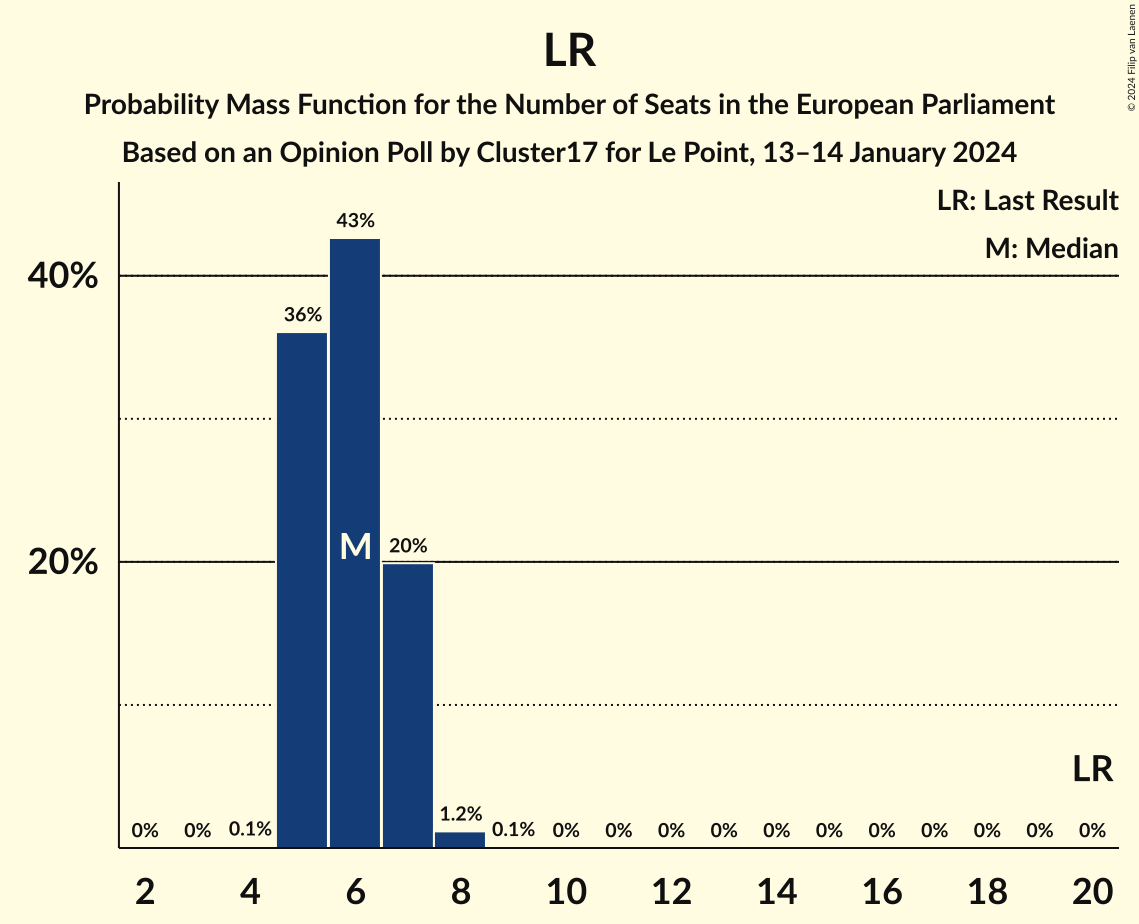 LR
Probability Mass Function for the Number of Seats in the European Parliament
Based on an Opinion Poll by Cluster17 for Le Point, 13–14 January 2024
© 2024 Filip van Laenen
LR: Last Result
M: Median
43%
40%
36%
M
20%
20%
LR
0% 0% 0.1% 1.2% 0.1% 0% 0% 0% 0% 0% 0% 0% 0% 0% 0% 0%
2 4 6 8 10 12 14 16 18 20